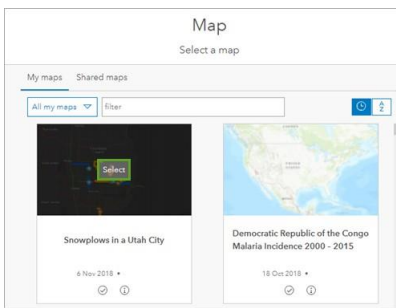 Map
Select a map
My maps Shared maps
All my maps filter
Select
Snowplows in a Utah City
6 Nov 2018 •
Democratic Republic of the Congo
Malaria Incidence 2000 - 2015
18 Oct 2018 •